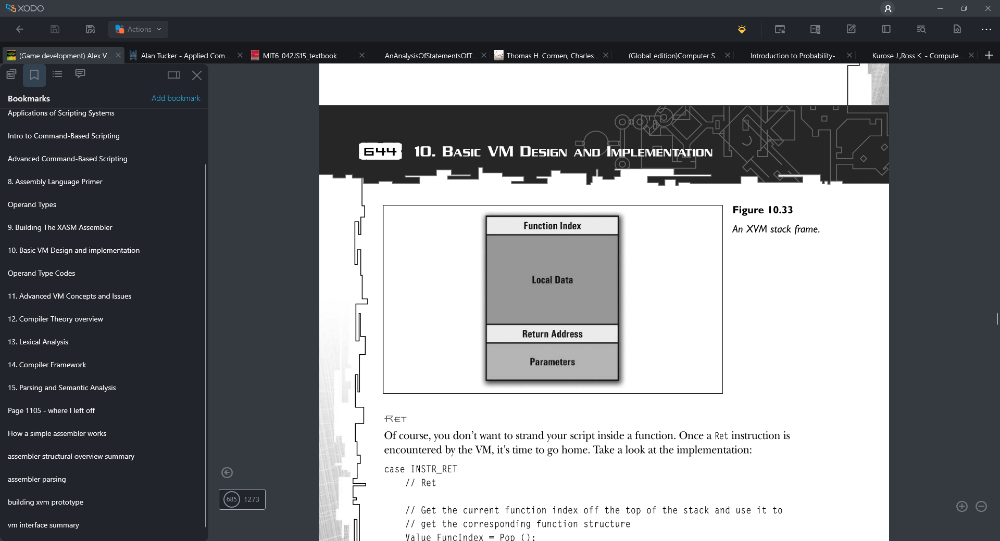 XODO
Actions
(Game development) Alex V...
Alan Tucker - Applied Com...
MIT6_042JS15_textbook
AnAnalysisOfStatementsOfT...
Thomas H. Cormen, Charles...
(Global_edition)Computer S...
Introduction to Probability-...
Kurose J.,Ross K. - Compute...
Bookmarks
Add bookmark
Applications of Scripting Systems
Intro to Command-Based Scripting
Advanced Command-Based Scripting
8. Assembly Language Primer
Operand Types
9. Building The XASM Assembler
10. Basic VM Design and implementation
Operand Type Codes
11. Advanced VM Concepts and Issues
12. Compiler Theory overview
13. Lexical Analysis
14. Compiler Framework
15. Parsing and Semantic Analysis
Page 1105 - where I left off
How a simple assembler works
assembler structural overview summary
assembler parsing
building xvm prototype
vm interface summary
685 1273
644 10. Basic VM Design and Implementation
Function Index
Local Data
Return Address
Parameters
Figure 10.33
An XVM stack frame.
Ret
Of course, you don't want to strand your script inside a function. Once a Ret instruction is
encountered by the VM, it's time to go home. Take a look at the implementation:
case INSTR_RET
// Ret
// Get the current function index off the top of the stack and use it to
// get the corresponding function structure
Value FuncIndex = Pop ();